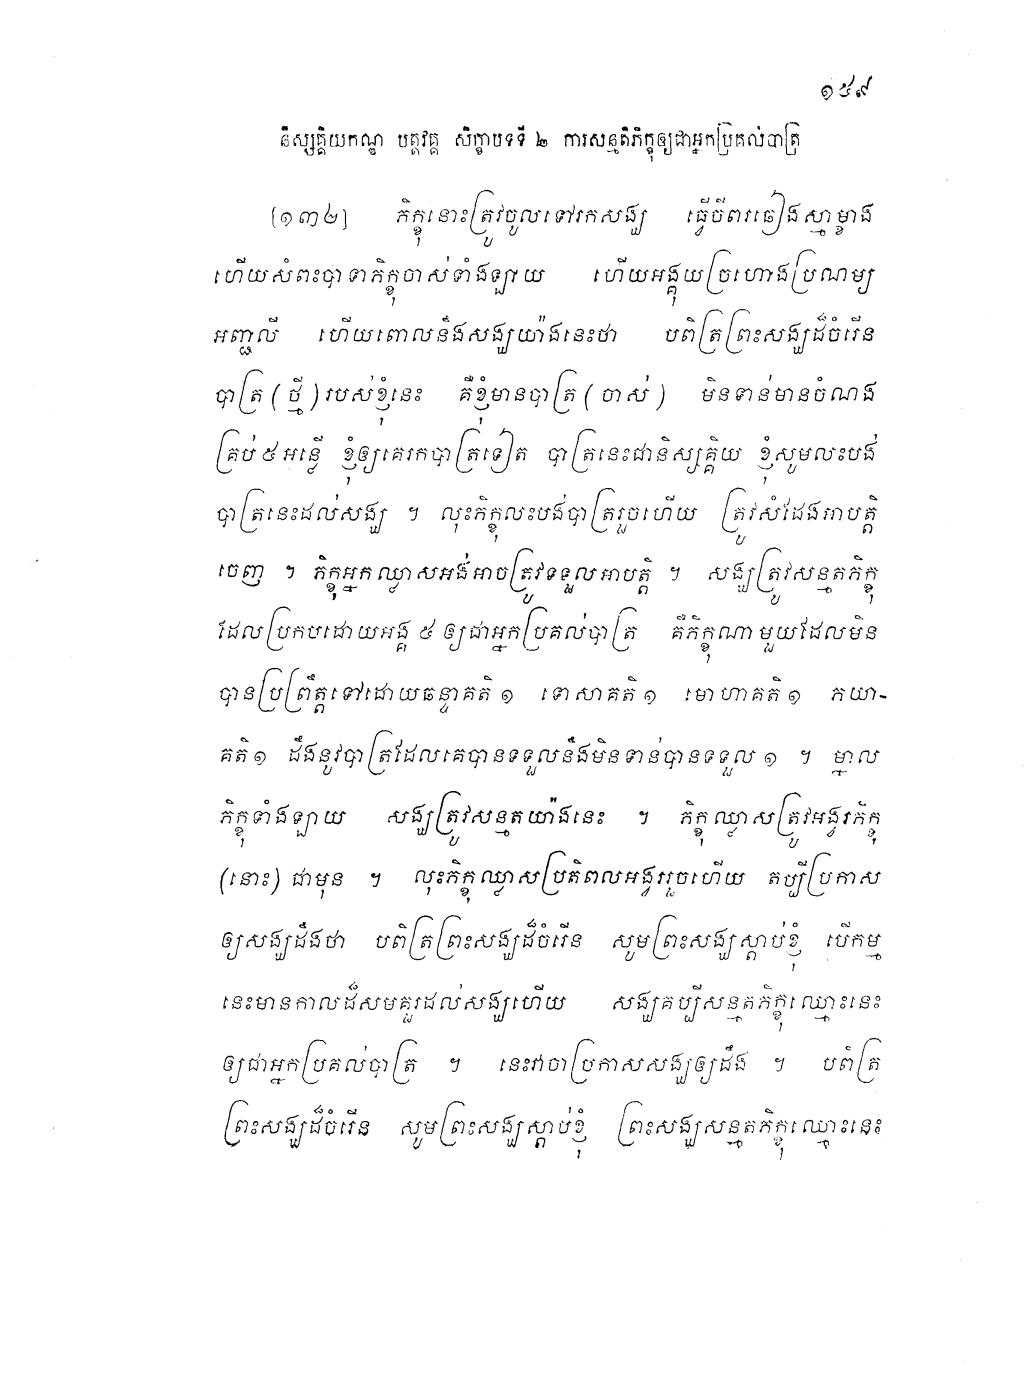 ១៥៩
និស្សគ្គិយកណ្ឌ បត្តវគ្គ សិក្ខាបទទី ២ ការសន្មតិភិក្ខុឲ្យជាអ្នកប្រគល់បាត្រ
[១៣២] ភិក្ខុនោះត្រូវចូលទៅរកសង្ឃ ធ្វើចីពរឆៀងស្មាម្ខាង
ហើយសំពះបាទាភិក្ខុចាស់ទាំងឡាយ ហើយអង្គុយច្រហោងប្រណម្យ
អញ្ជលី ហើយពោលនឹងសង្ឃយ៉ាងនេះថា បពិត្រព្រះសង្ឃដ៏ចំរើន
បាត្រ (ថ្មី) របស់ខ្ញុំនេះ គឺខ្ញុំមានបាត្រ (ចាស់) មិនទាន់មានចំណង
គ្រប់ ៥ អន្លើ ខ្ញុំឲ្យគេរកបាត្រទៀត បាត្រនេះជានិស្សគ្គិយ ខ្ញុំសូមលះបង់
បាត្រនេះដល់សង្ឃ ។ លុះភិក្ខុលះបង់បាត្ររួចហើយ ត្រូវសំដែងអាបត្តិ
ចេញ ។ ភិក្ខុអ្នកឈ្លាសអង់អាចត្រូវទទួលអាបត្តិ ។ សង្ឃត្រូវសន្មតភិក្ខុ
ដែលប្រកបដោយអង្គ ៥ ឲ្យជាអ្នកប្រគល់បាត្រ គឺភិក្ខុណាមួយដែលមិន
បានប្រព្រឹត្តទៅដោយឆន្ទាគតិ ១ ទោសាគតិ ១ មោហាគតិ ១ ភយា-
គតិ ១ ដឹងនូវបាត្រដែលគេបានទទួលនឹងមិនទាន់បានទទួល ១ ។ ម្នាល
ភិក្ខុទាំងឡាយ សង្ឃត្រូវសន្មតយ៉ាងនេះ ។ ភិក្ខុឈ្លាសត្រូវអង្វរភិក្ខុ
(នោះ) ជាមុន ។ លុះភិក្ខុឈ្លាសប្រតិពលអង្វររួចហើយ តប្បីប្រកាស
ឲ្យសង្ឃដឹងថា បពិត្រព្រះសង្ឃដ៏ចំរើន សូមព្រះសង្ឃស្តាប់ខ្ញុំ បើកម្ម
នេះមានកាលដ៏សមគួរដល់សង្ឃហើយ សង្ឃគប្បីសន្មតភិក្ខុឈ្មោះនេះ
ឲ្យជាអ្នកប្រគល់បាត្រ ។ នេះវាចាប្រកាសសង្ឃឲ្យដឹង ។ បពិត្រ
ព្រះសង្ឃដ៏ចំរើន សូមព្រះសង្ឃស្តាប់ខ្ញុំ ព្រះសង្ឃសន្មតភិក្ខុឈ្មោះនេះ